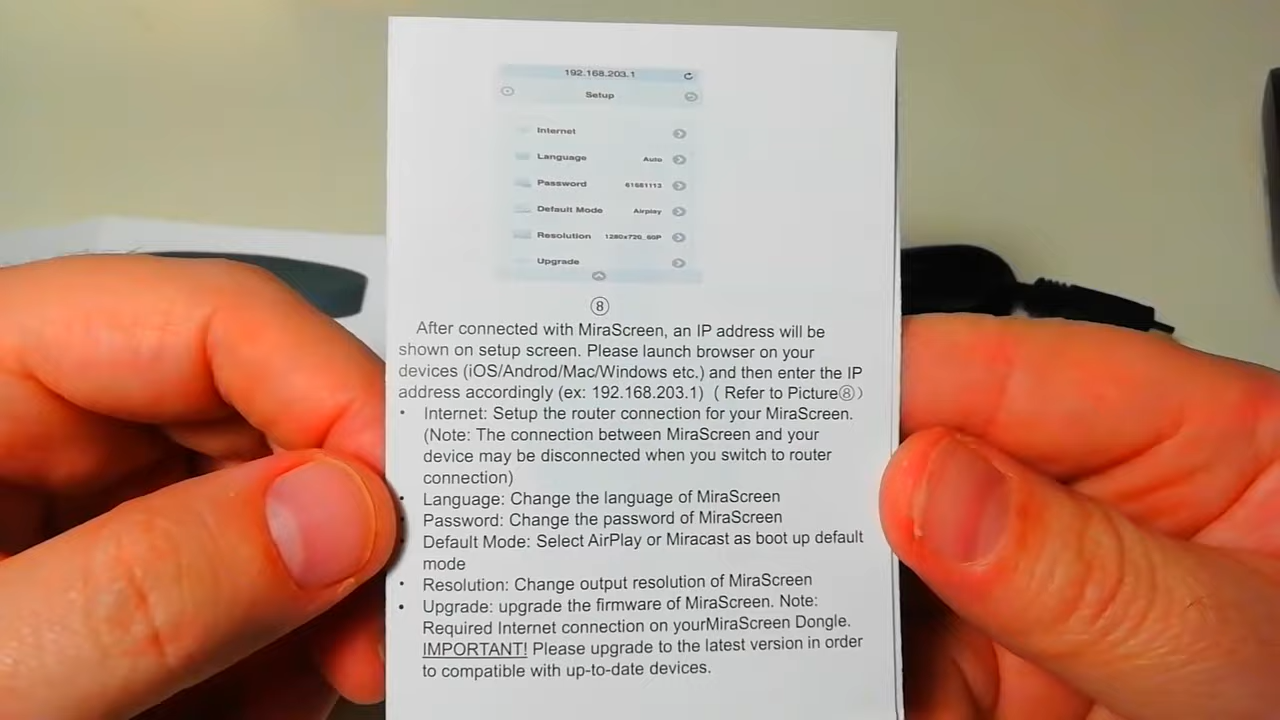 192.168.203.1
Setup
Internet
Language Auto
Password 61681113
Default Mode Airplay
Resolution 1280x720_60P
Upgrade
⑧
After connected with MiraScreen, an IP address will be
shown on setup screen. Please launch browser on your
devices (iOS/Androd/Mac/Windows etc.) and then enter the IP
address accordingly (ex: 192.168.203.1) ( Refer to Picture⑧)
• Internet: Setup the router connection for your MiraScreen.
(Note: The connection between MiraScreen and your
device may be disconnected when you switch to router
connection)
• Language: Change the language of MiraScreen
• Password: Change the password of MiraScreen
• Default Mode: Select AirPlay or Miracast as boot up default
mode
• Resolution: Change output resolution of MiraScreen
• Upgrade: upgrade the firmware of MiraScreen. Note:
Required Internet connection on yourMiraScreen Dongle.
IMPORTANT! Please upgrade to the latest version in order
to compatible with up-to-date devices.